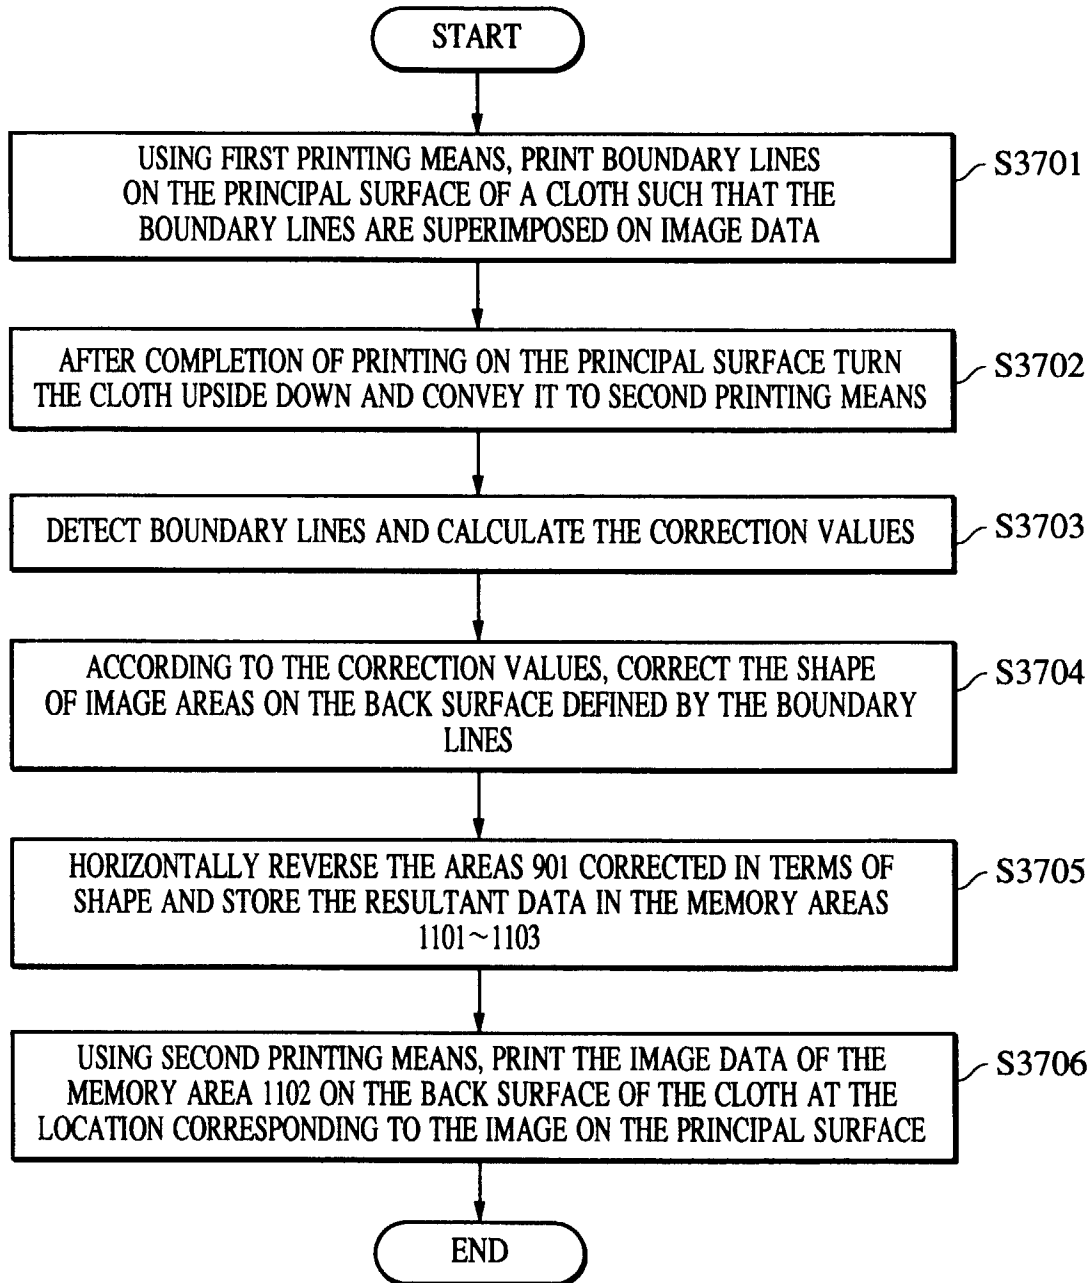 START
USING FIRST PRINTING MEANS, PRINT BOUNDARY LINES
ON THE PRINCIPAL SURFACE OF A CLOTH SUCH THAT THE
BOUNDARY LINES ARE SUPERIMPOSED ON IMAGE DATA
S3701
AFTER COMPLETION OF PRINTING ON THE PRINCIPAL SURFACE TURN
THE CLOTH UPSIDE DOWN AND CONVEY IT TO SECOND PRINTING MEANS
S3702
DETECT BOUNDARY LINES AND CALCULATE THE CORRECTION VALUES
S3703
ACCORDING TO THE CORRECTION VALUES, CORRECT THE SHAPE
OF IMAGE AREAS ON THE BACK SURFACE DEFINED BY THE BOUNDARY
LINES
S3704
HORIZONTALLY REVERSE THE AREAS 901 CORRECTED IN TERMS OF
SHAPE AND STORE THE RESULTANT DATA IN THE MEMORY AREAS
1101~1103
S3705
USING SECOND PRINTING MEANS, PRINT THE IMAGE DATA OF THE
MEMORY AREA 1102 ON THE BACK SURFACE OF THE CLOTH AT THE
LOCATION CORRESPONDING TO THE IMAGE ON THE PRINCIPAL SURFACE
S3706
END